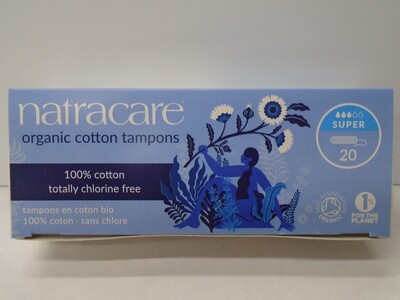 natracare
organic cotton tampons
100% cotton
totally chlorine free
tampons en coton bio
100% coton - sans chlore
SUPER
20
ORGANIC
1%
FOR THE
PLANET